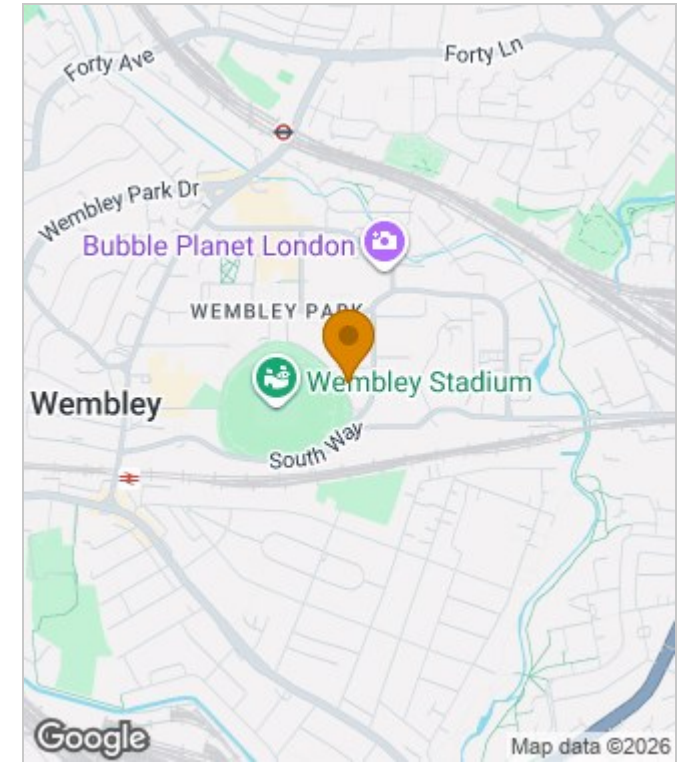 Forty Ave
Forty Ln
Wembley Park Dr
Bubble Planet London
WEMBLEY PARK
Wembley Stadium
Wembley
South Way
Google
Map data ©2026